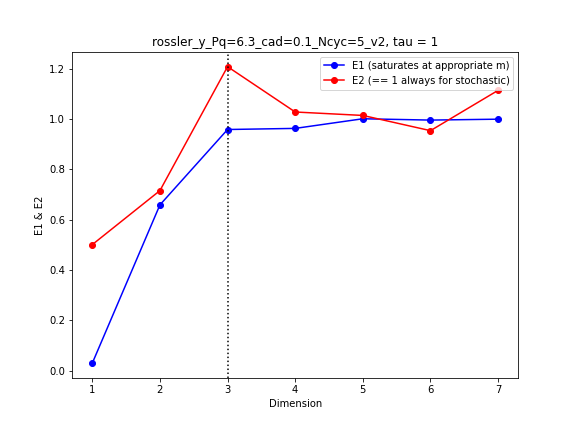 rossler_y_Pq=6.3_cad=0.1_Ncyc=5_v2, tau = 1
E1 (saturates at appropriate m)
E2 (== 1 always for stochastic)
1.2
1.0
0.8
0.6
0.4
0.2
0.0
E1 & E2
1 2 3 4 5 6 7
Dimension